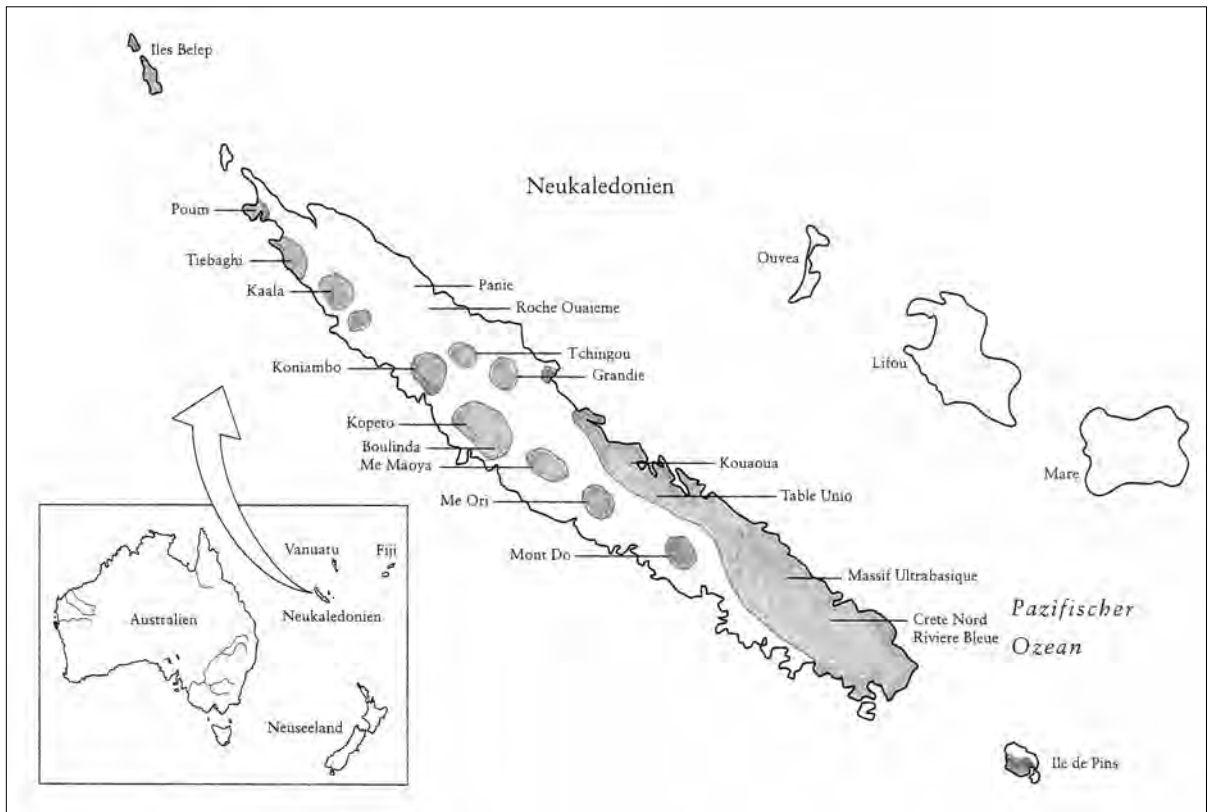 Iles Belep
Neukaledonien
Poum
Tiebaghi
Kaala
Panie
Roche Ouaieme
Ouvea
Tchingou
Grandie
Koniambo
Lifou
Kopeto
Boulinda
Me Maoya
Kouaoua
Mare
Me Ori
Table Unio
Mont Do
Massif Ultrabasique
Crete Nord
Riviere Bleue
Pazifischer
Ozean
Ile de Pins
Vanuatu
Fiji
Australien
Neukaledonien
Neuseeland